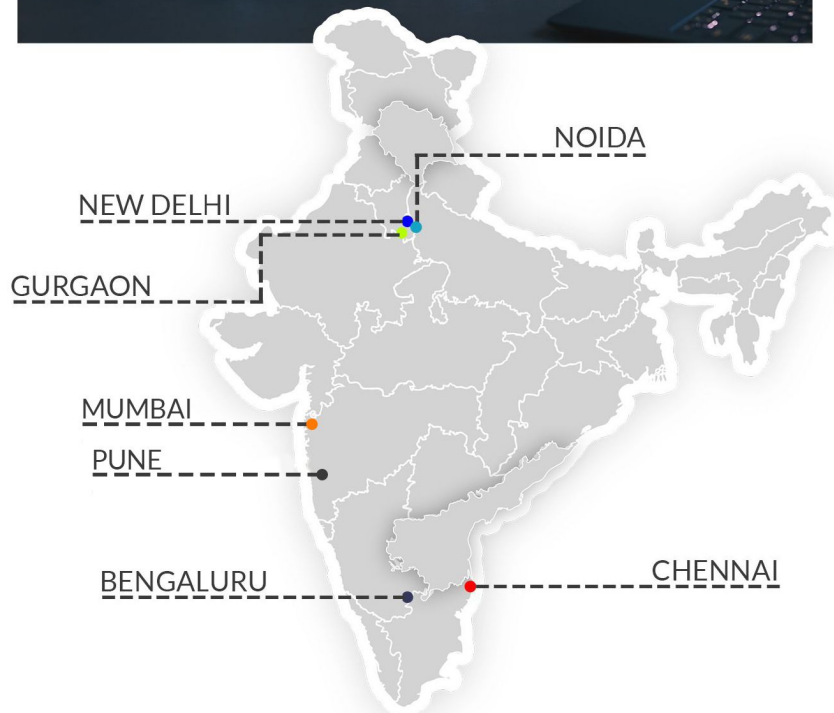 NOIDA
NEW DELHI
GURGAON
MUMBAI
PUNE
BENGALURU
CHENNAI